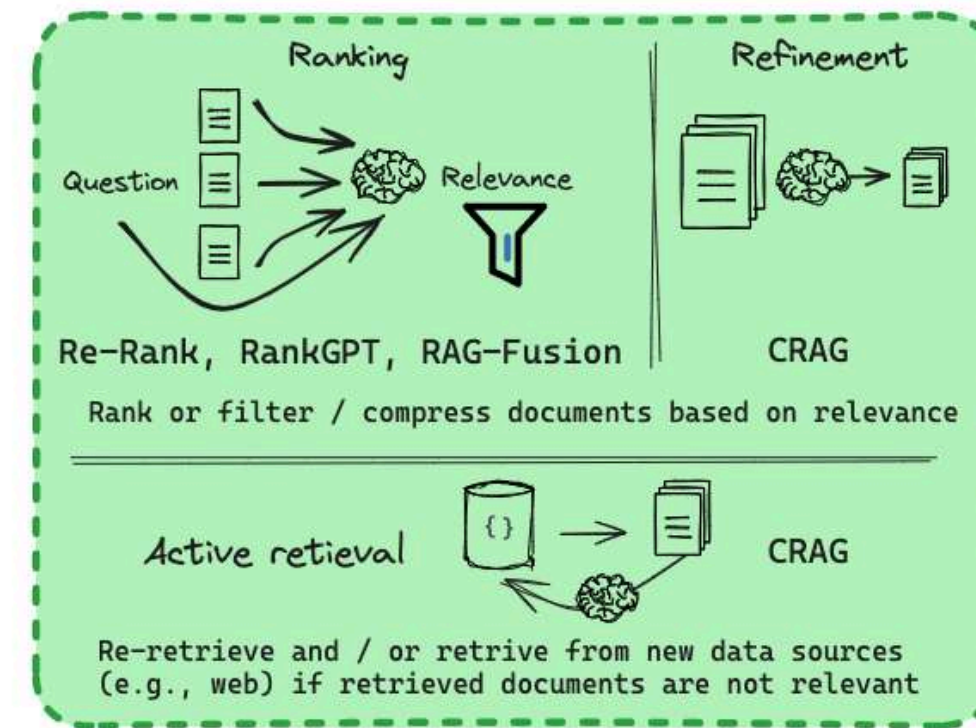 Ranking
Question
Relevance
Re-Rank, RankGPT, RAG-Fusion
Refinement
CRAG
Rank or filter / compress documents based on relevance
Active retieval
{}
CRAG
Re-retrieve and / or retrive from new data sources
(e.g., web) if retrieved documents are not relevant